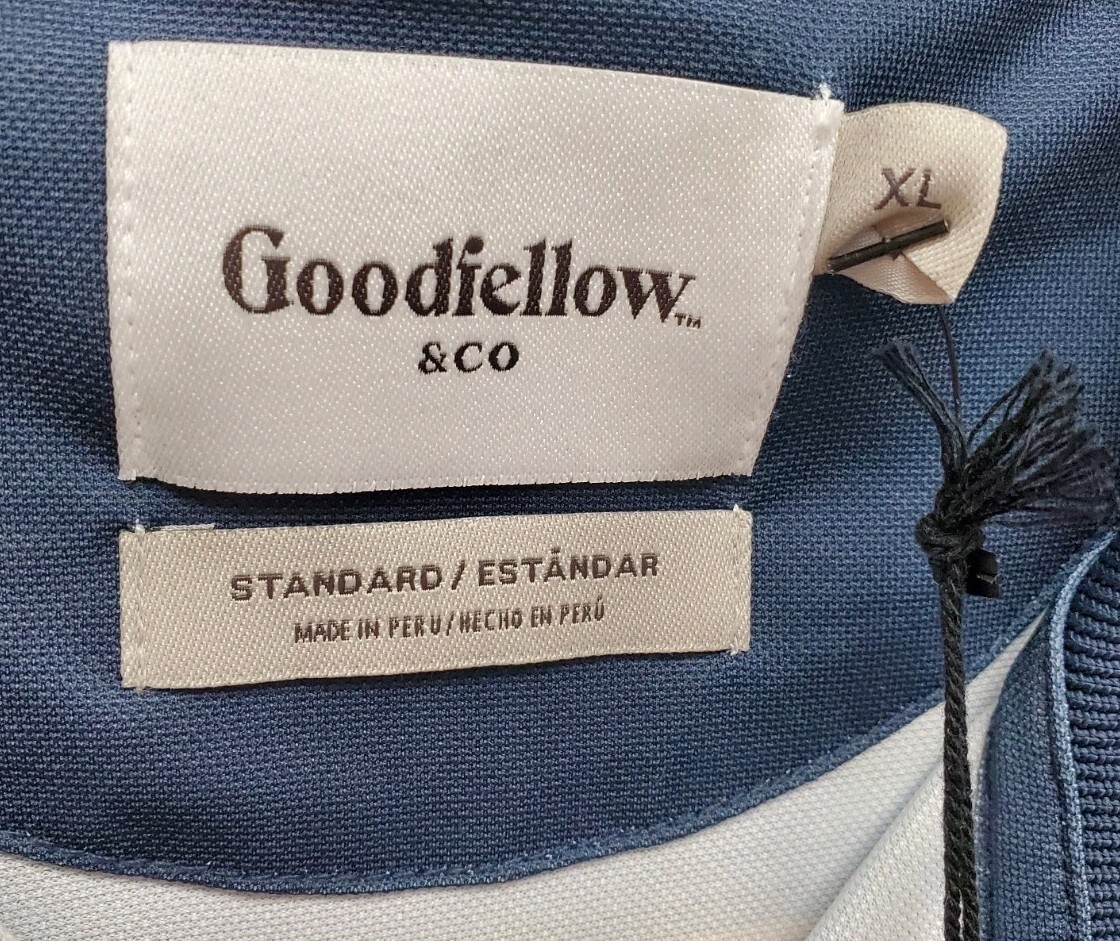 Goodfellow™
&CO
XL
STANDARD / ESTÁNDAR
MADE IN PERU/HECHO EN PERÚ